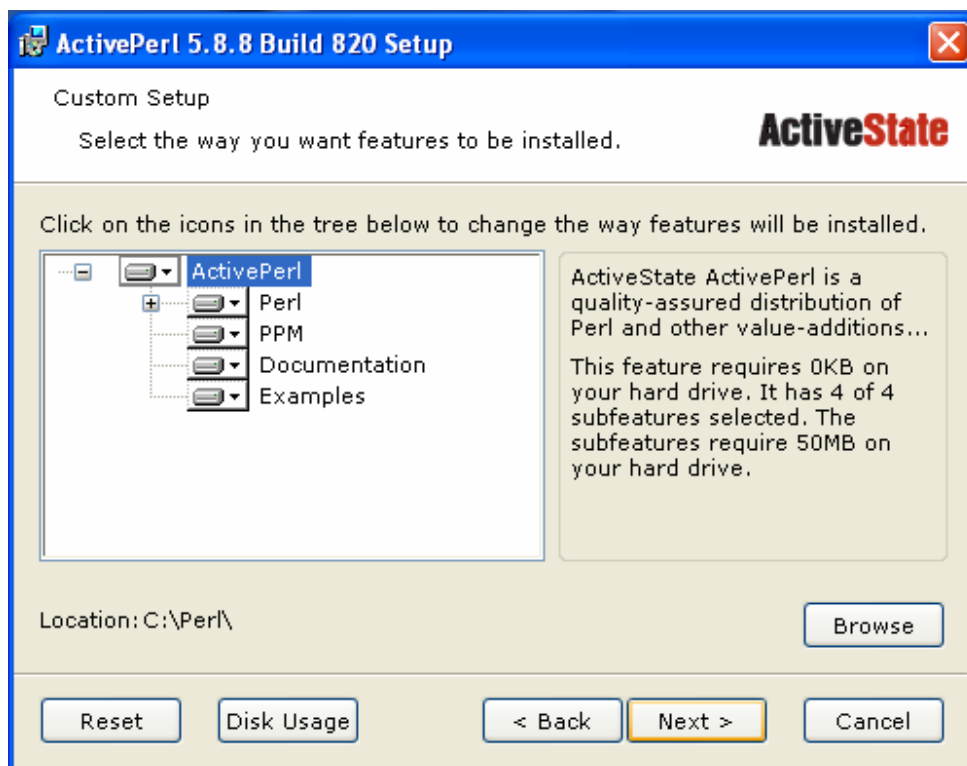 ActivePerl 5.8.8 Build 820 Setup
Custom Setup
Select the way you want features to be installed.
ActiveState
Click on the icons in the tree below to change the way features will be installed.
ActivePerl
Perl
PPM
Documentation
Examples
ActiveState ActivePerl is a
quality-assured distribution of
Perl and other value-additions...
This feature requires 0KB on
your hard drive. It has 4 of 4
subfeatures selected. The
subfeatures require 50MB on
your hard drive.
Location: C:\Perl\
Browse
Reset
Disk Usage
< Back
Next >
Cancel